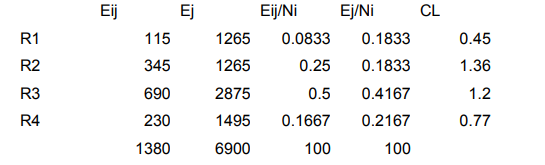 Eij Ej Eij/Ni Ej/Ni CL
R1 115 1265 0.0833 0.1833 0.45
R2 345 1265 0.25 0.1833 1.36
R3 690 2875 0.5 0.4167 1.2
R4 230 1495 0.1667 0.2167 0.77
1380 6900 100 100